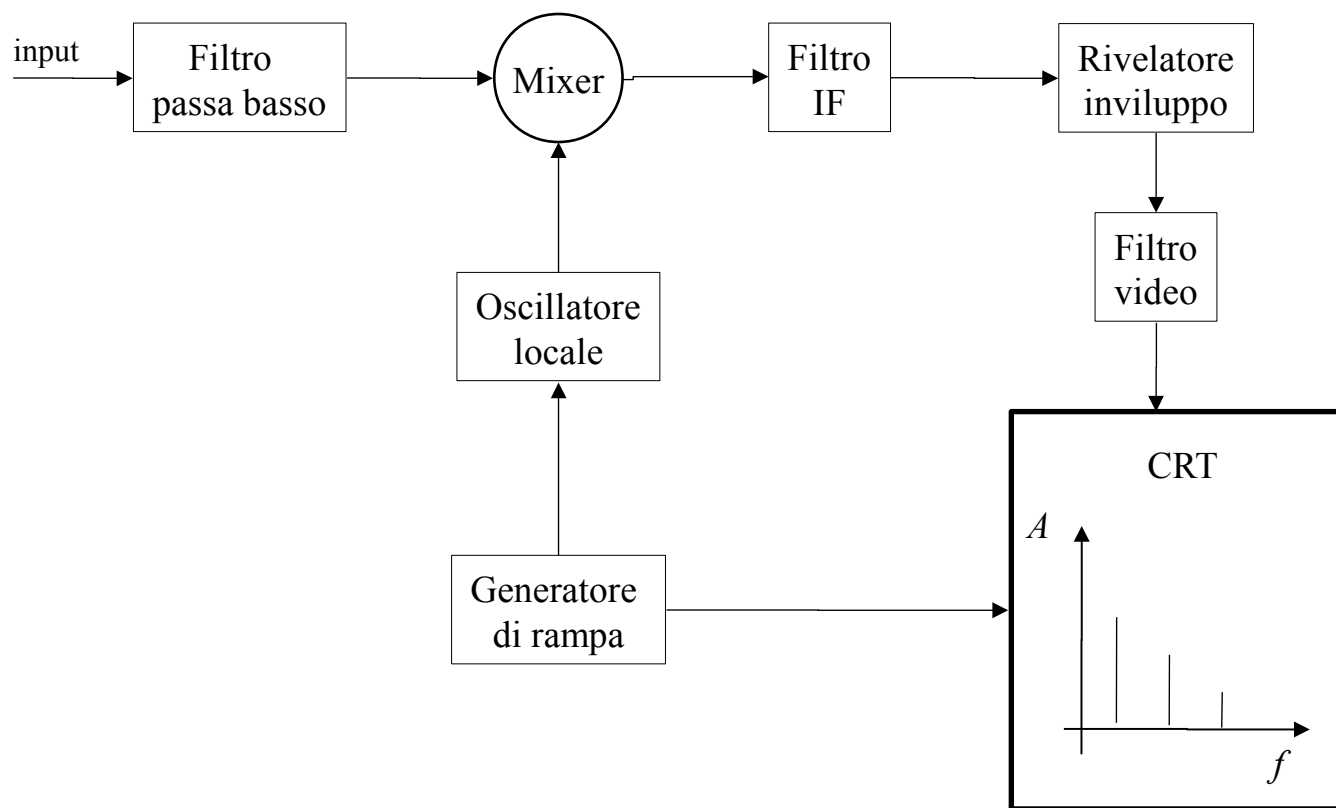 input
Filtro
passa basso
Mixer
Filtro
IF
Rivelatore
inviluppo
Filtro
video
Oscillatore
locale
CRT
A
Generatore
di rampa
f